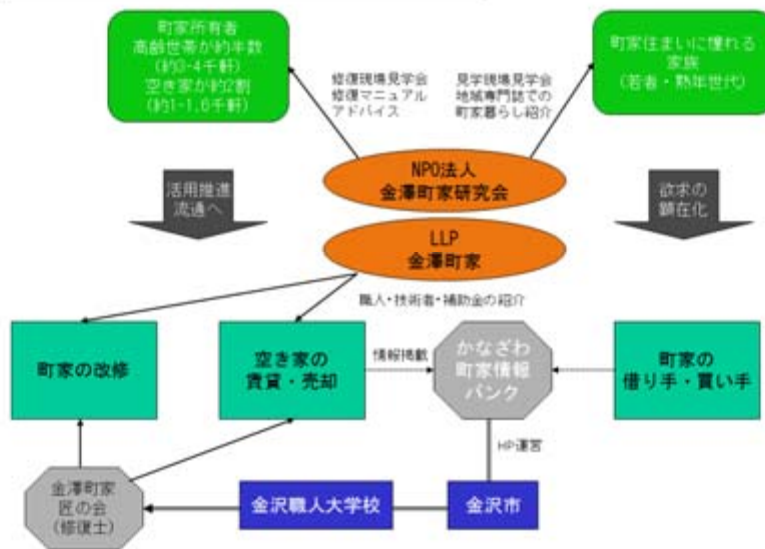 町家所有者
高齢世帯が約半数
(約3-4千軒)
空き家が約2割
(約1-1.6千軒)
町家住まいに憧れる
家族
(若者・熟年世代)
修復現場見学会
修復マニュアル
アドバイス
見学現場見学会
地域専門誌での
町家暮らし紹介
NPO法人
金澤町家研究会
活用推進
流通へ
欲求の
顕在化
LLP
金澤町家
職人・技術者・補助金の紹介
町家の改修
空き家の
賃貸・売却
情報掲載
かなざわ
町家情報
バンク
町家の
借り手・買い手
HP運営
金澤町家
匠の会
(修復士)
金沢職人大学校
金沢市